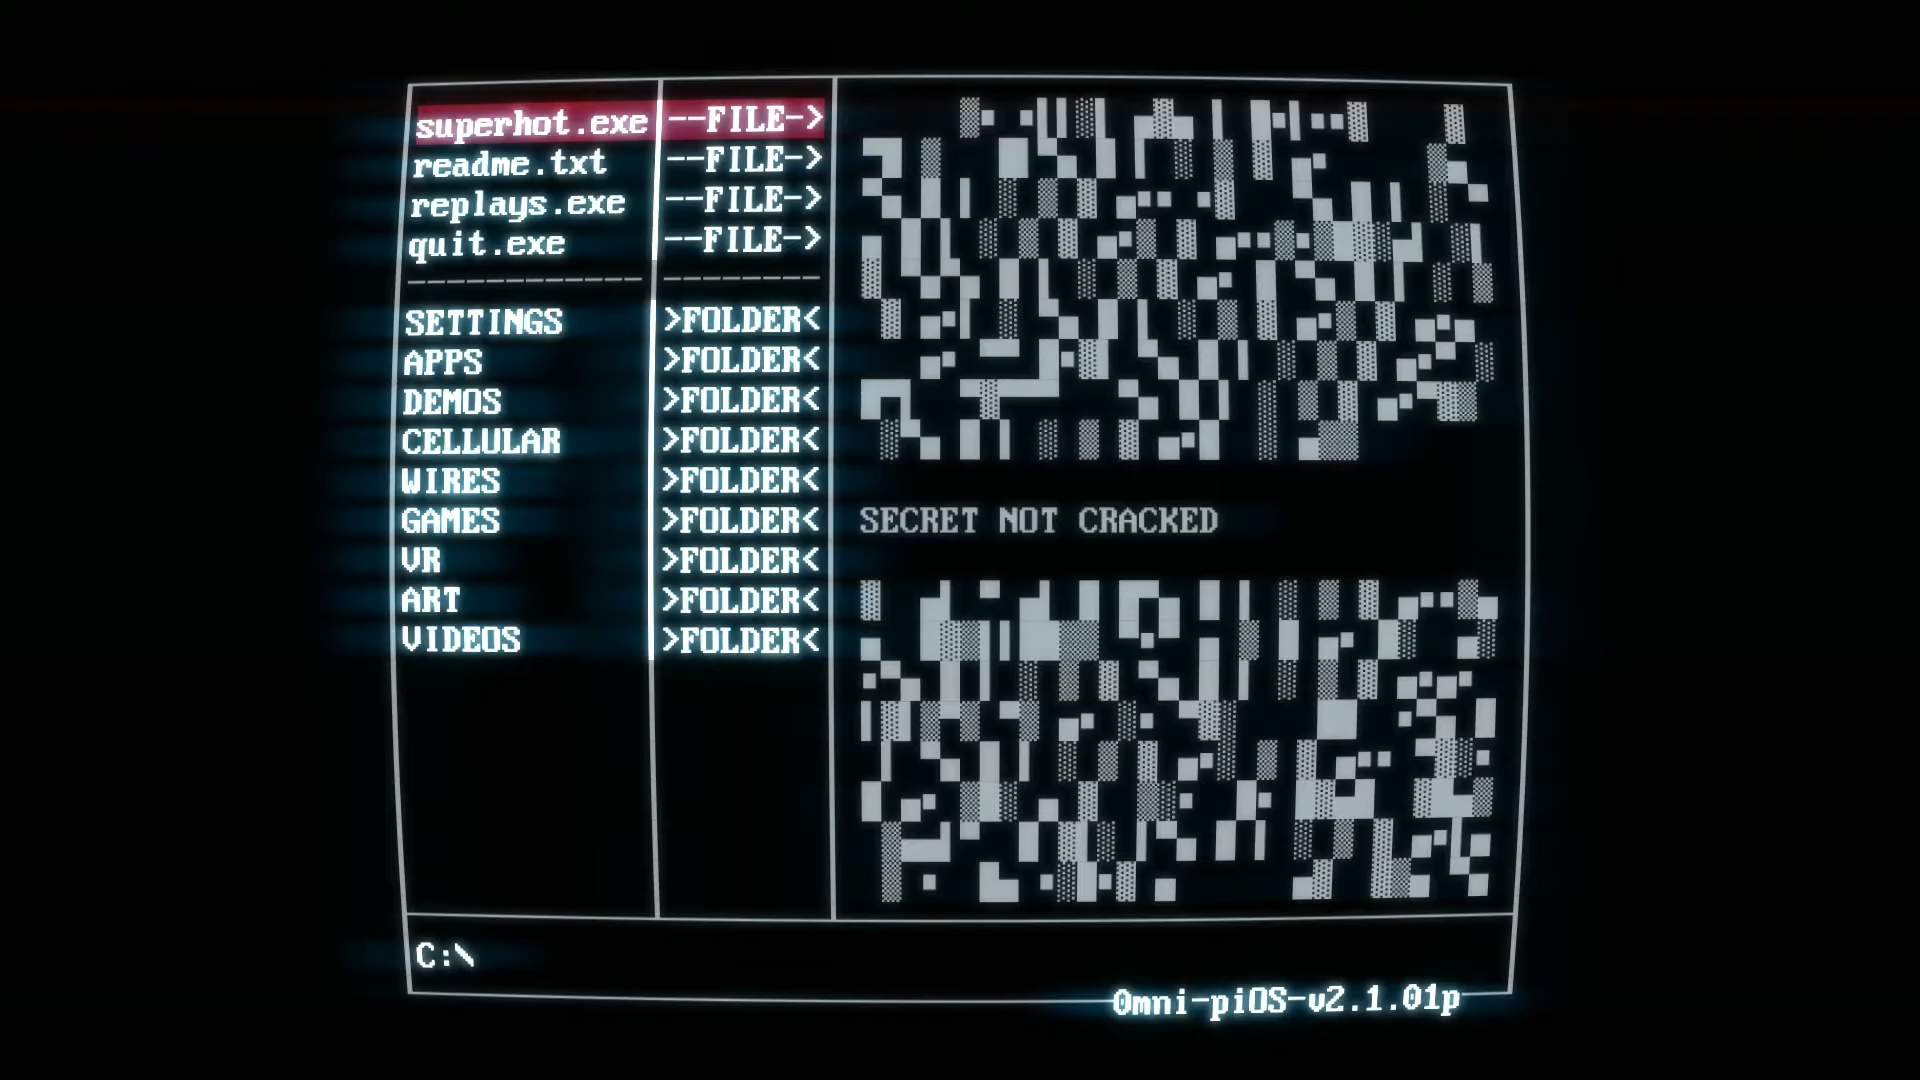 superhot.exe --FILE->
readme.txt --FILE->
replays.exe --FILE->
quit.exe --FILE->
SETTINGS >FOLDER<
APPS >FOLDER<
DEMOS >FOLDER<
CELLULAR >FOLDER<
WIRES >FOLDER<
GAMES >FOLDER<
VR >FOLDER<
ART >FOLDER<
VIDEOS >FOLDER<
SECRET NOT CRACKED
C:\
0mni-piOS-v2.1.01p